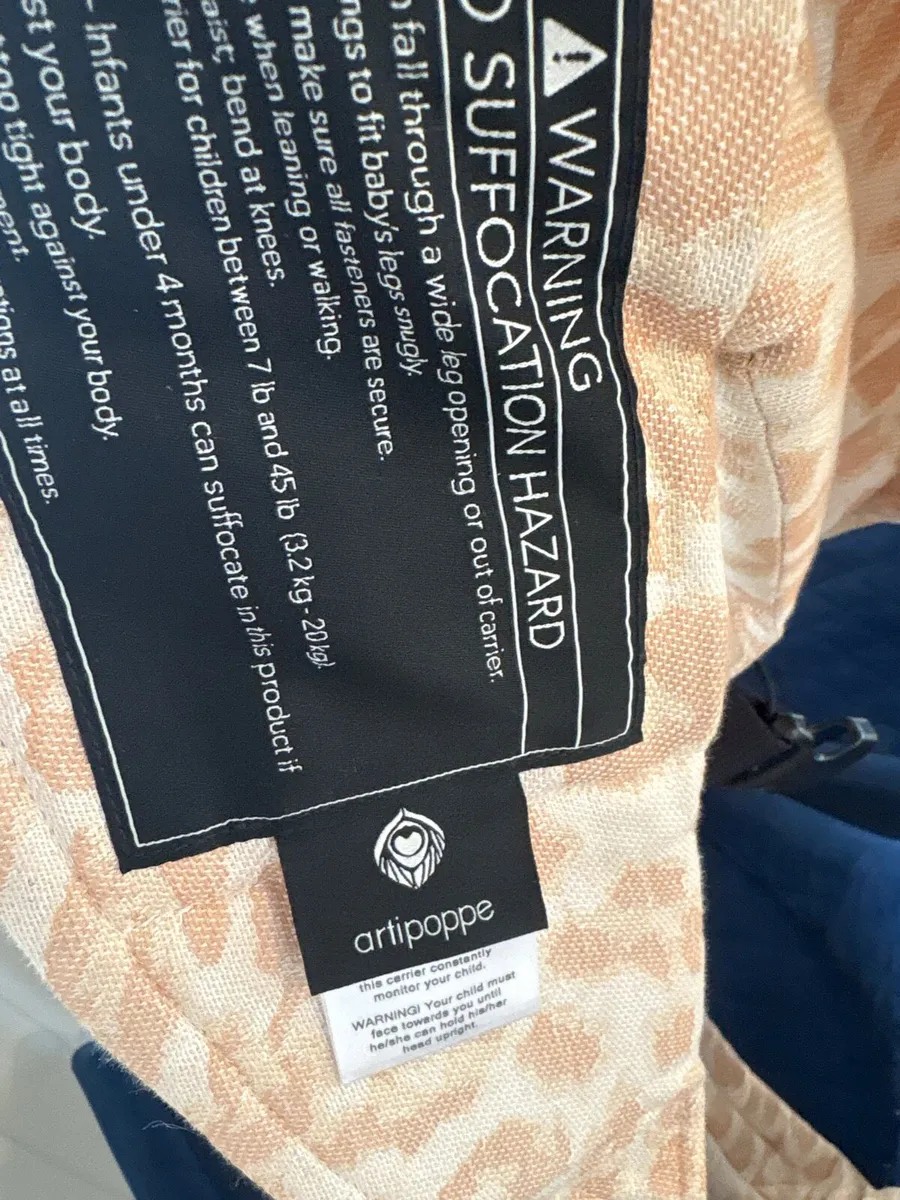 WARNING
D SUFFOCATION HAZARD
fall through a wide leg opening or out of carrier.
to fit baby's legs snugly.
make sure all fasteners are secure.
when leaning or walking.
bend at knees.
for children between 7 lb and 45 lb (3.2 kg - 20kg)
- Infants under 4 months can suffocate in this product if
your body.
too tight against your body.
at all times.
artipoppe
this carrier constantly
monitor your child.
WARNING! Your child must
face towards you until
he/she can hold his/her
head upright.